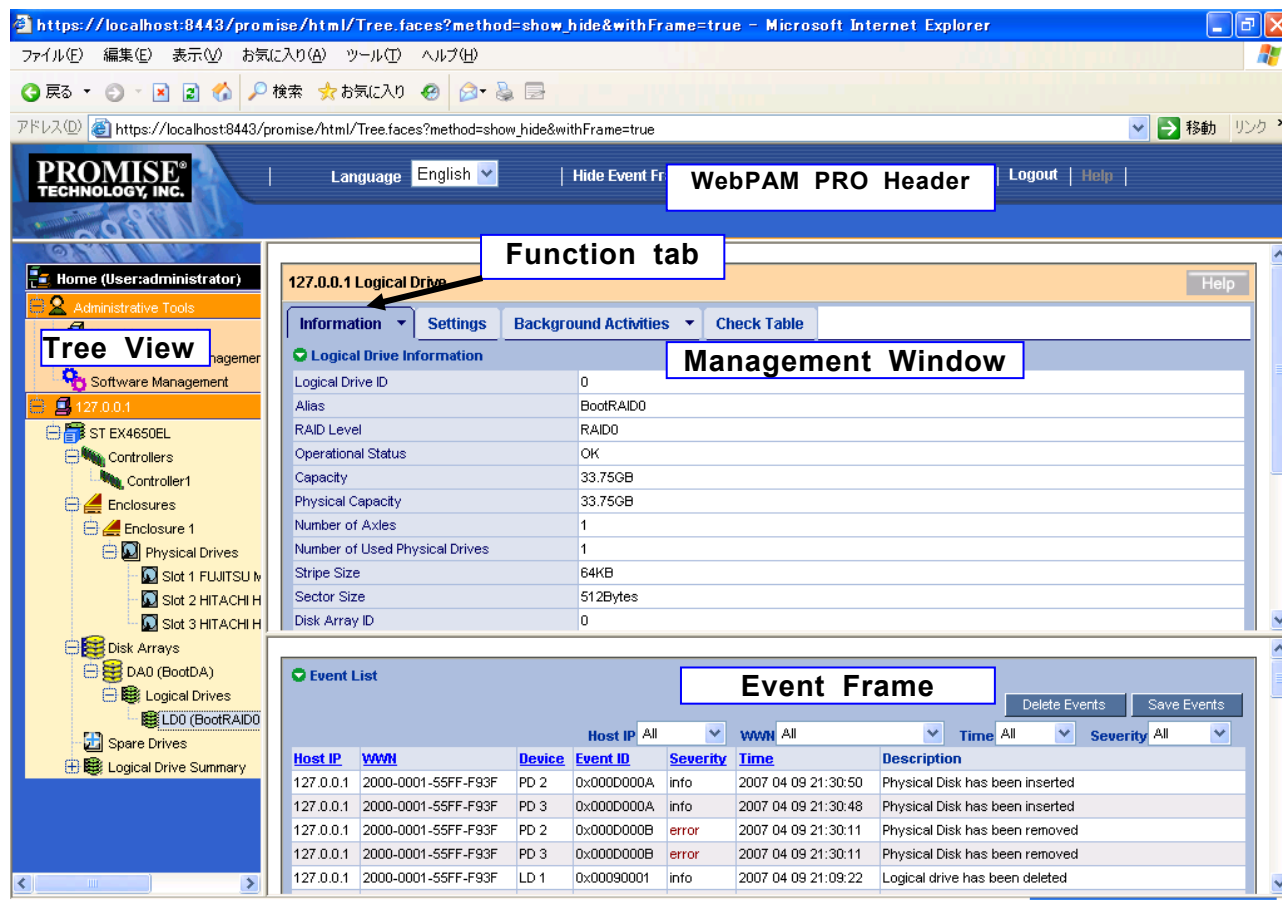 https://localhost:8443/promise/html/Tree.faces?method=show_hide&withFrame=true - Microsoft Internet Explorer
ファイル(F) 編集(E) 表示(V) お気に入り(A) ツール(T) ヘルプ(H)
戻る 検索 お気に入り
アドレス(D) https://localhost:8443/promise/html/Tree.faces?method=show_hide&withFrame=true 移動 リンク
PROMISE®
TECHNOLOGY, INC.
Language English Hide Event Fr WebPAM PRO Header Logout Help
Function tab
Home (User:administrator)
Administrative Tools
Tree View
nagemer
Software Management
127.0.0.1
ST EX4650EL
Controllers
Controller1
Enclosures
Enclosure 1
Physical Drives
Slot 1 FUJITSU M
Slot 2 HITACHI H
Slot 3 HITACHI H
Disk Arrays
DA0 (BootDA)
Logical Drives
LD0 (BootRAID0
Spare Drives
Logical Drive Summary
127.0.0.1 Logical Drive Help
Information Settings Background Activities Check Table
Logical Drive Information
Management Window
Logical Drive ID 0
Alias BootRAID0
RAID Level RAID0
Operational Status OK
Capacity 33.75GB
Physical Capacity 33.75GB
Number of Axles 1
Number of Used Physical Drives 1
Stripe Size 64KB
Sector Size 512Bytes
Disk Array ID 0
Event List
Event Frame
Delete Events Save Events
Host IP All WWN All Time All Severity All
Host IP WWN Device Event ID Severity Time Description
127.0.0.1 2000-0001-55FF-F93F PD 2 0x000D000A info 2007 04 09 21:30:50 Physical Disk has been inserted
127.0.0.1 2000-0001-55FF-F93F PD 3 0x000D000A info 2007 04 09 21:30:48 Physical Disk has been inserted
127.0.0.1 2000-0001-55FF-F93F PD 2 0x000D000B error 2007 04 09 21:30:11 Physical Disk has been removed
127.0.0.1 2000-0001-55FF-F93F PD 3 0x000D000B error 2007 04 09 21:30:11 Physical Disk has been removed
127.0.0.1 2000-0001-55FF-F93F LD 1 0x00090001 info 2007 04 09 21:09:22 Logical drive has been deleted